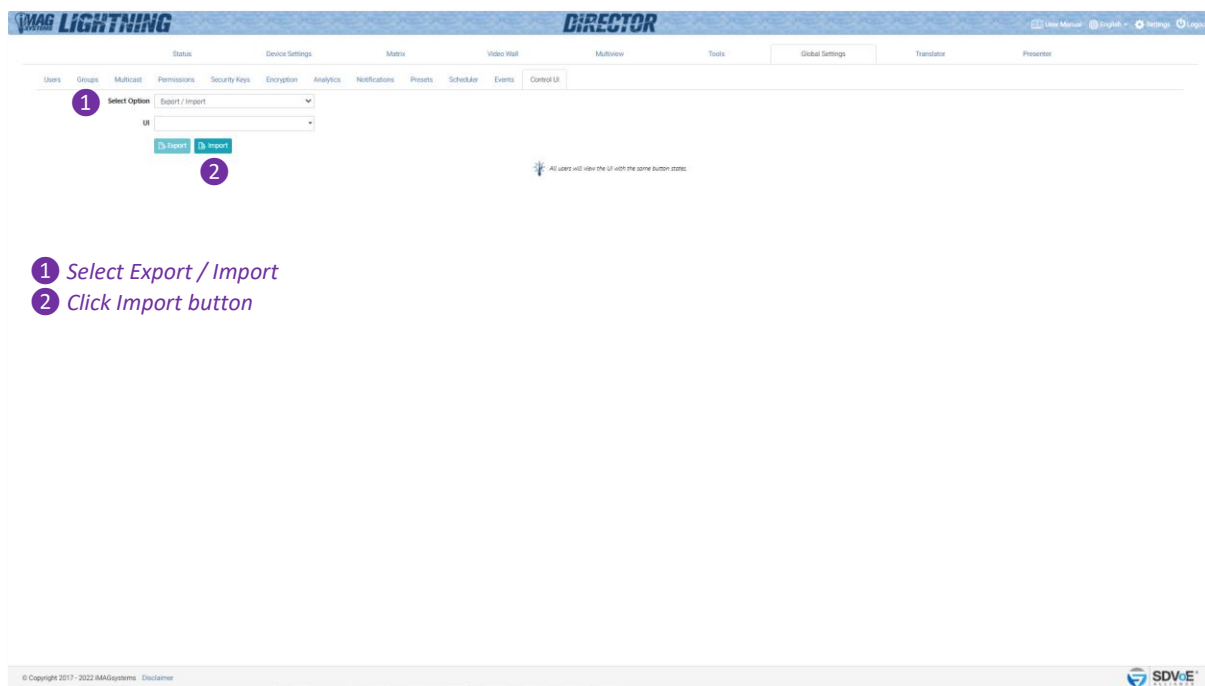 iMAG SYSTEMS LIGHTNING DIRECTOR User Manual English Settings Logout
Status Device Settings Matrix Video Wall Multiview Tools Global Settings Translator Presenter
Users Groups Multicast Permissions Security Keys Encryption Analytics Notifications Presets Scheduler Events Control UI
1 Select Option Export / Import
UI
Export Import
2
All users will view the UI with the same button states.
1 Select Export / Import
2 Click Import button
© Copyright 2017 - 2022 iMAGsystems Disclaimer
SDVoE
ALLIANCE